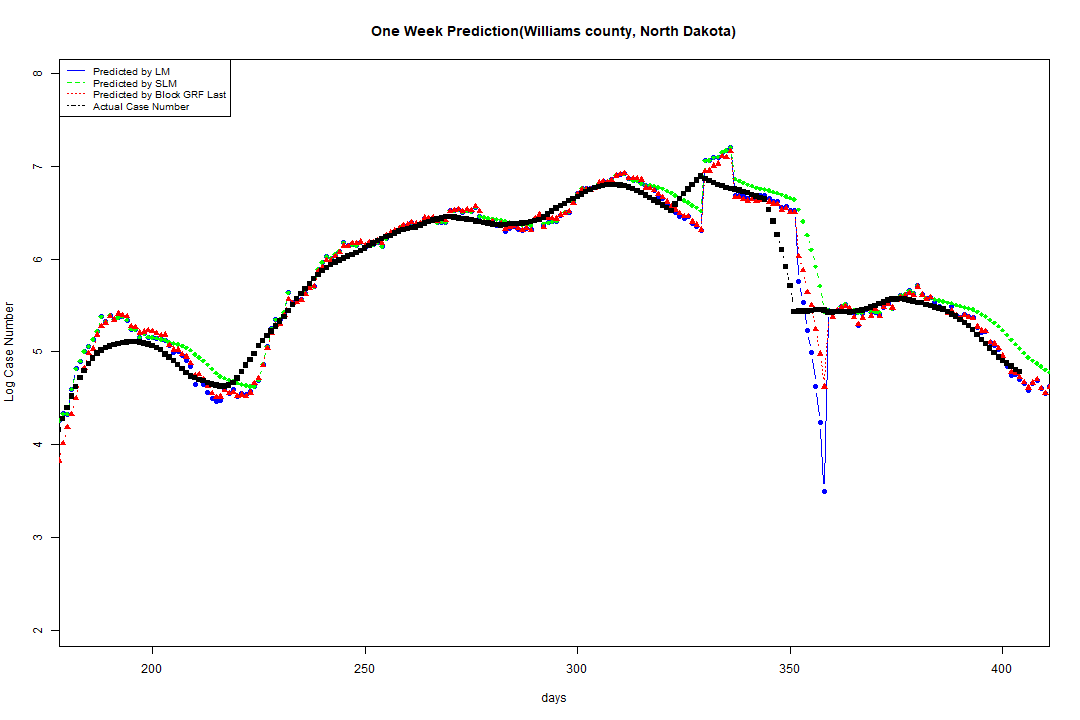 One Week Prediction(Williams county, North Dakota)
Predicted by LM
Predicted by SLM
Predicted by Block GRF Last
Actual Case Number
8
7
6
5
4
3
2
Log Case Number
200 250 300 350 400
days